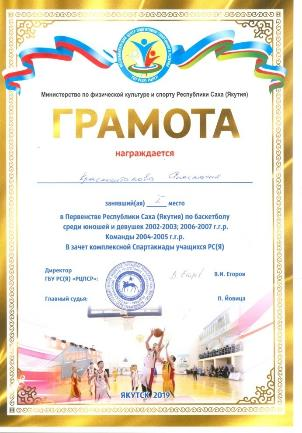 Министерство по физической культуре и спорту Республики Саха (Якутия)
ГРАМОТА
награждается
занявший(ая) I место
в Первенстве Республики Саха (Якутия) по баскетболу
среди юношей и девушек 2002-2003; 2006-2007 г.г.р.
Команды 2004-2005 г.г.р.
В зачет комплексной Спартакиады учащихся РС(Я)
Директор
ГБУ РС(Я) «РЦПСР»: В.И. Егоров
Главный судья: П. Йовица
ЯКУТСК 2019